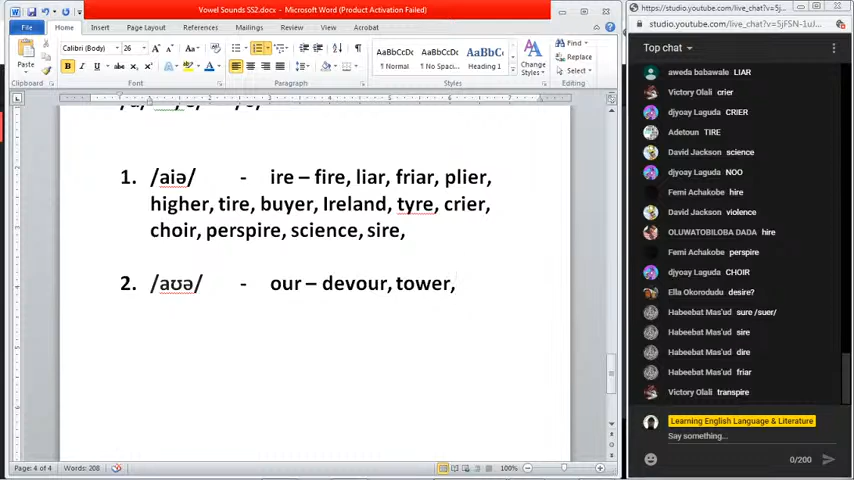 Vowel Sounds SS2.docx - Microsoft Word (Product Activation Failed)
File Home Insert Page Layout References Mailings Review View
Paste
Calibri (Body) 26
Clipboard Font Paragraph Styles Editing
AaBbCcDc AaBbCcDc AaBbC
¶ Normal ¶ No Spaci... Heading 1
Change Styles
Find
Replace
Select
1. /aiə/ - ire – fire, liar, friar, plier,
higher, tire, buyer, Ireland, tyre, crier,
choir, perspire, science, sire,
2. /aʊə/ - our – devour, tower,
Page: 4 of 4 Words: 208 100%
https://studio.youtube.com/live_chat?v=5jFSN-1uJ...
studio.youtube.com/live_chat?v=5jFSN-1uJ...
Top chat
aweda babawale LIAR
Victory Olali crier
djyoay Laguda CRIER
Adetoun TIRE
David Jackson science
djyoay Laguda NOO
Femi Achakobe hire
David Jackson violence
OLUWATOBILOBA DADA hire
Femi Achakobe perspire
djyoay Laguda CHOIR
Ella Okorodudu desire?
Habeebat Mas'ud sure /suer/
Habeebat Mas'ud sire
Habeebat Mas'ud dire
Habeebat Mas'ud friar
Victory Olali transpire
Learning English Language & Literature
Say something...
0/200